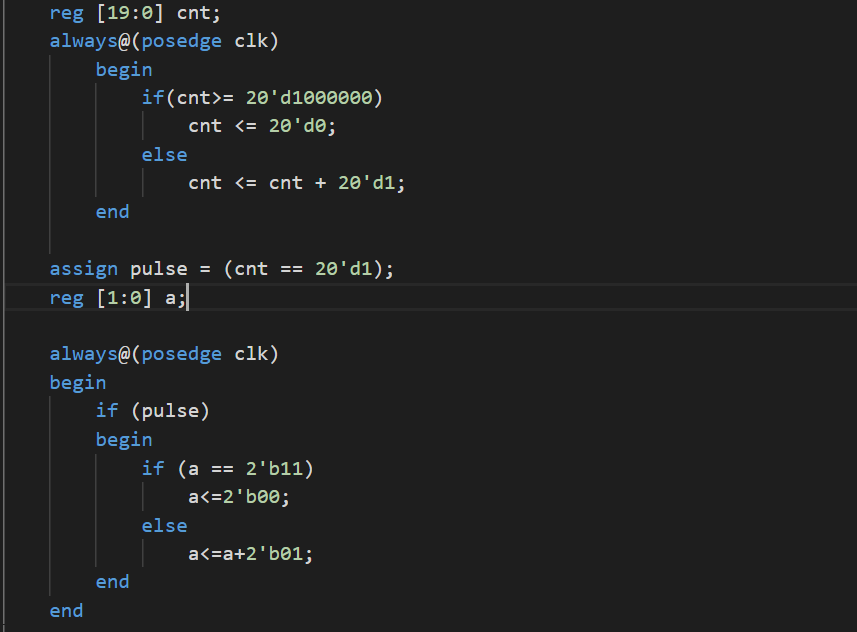 reg [19:0] cnt;
always@(posedge clk)
begin
if(cnt>= 20'd1000000)
cnt <= 20'd0;
else
cnt <= cnt + 20'd1;
end
assign pulse = (cnt == 20'd1);
reg [1:0] a;
always@(posedge clk)
begin
if (pulse)
begin
if (a == 2'b11)
a<=2'b00;
else
a<=a+2'b01;
end
end